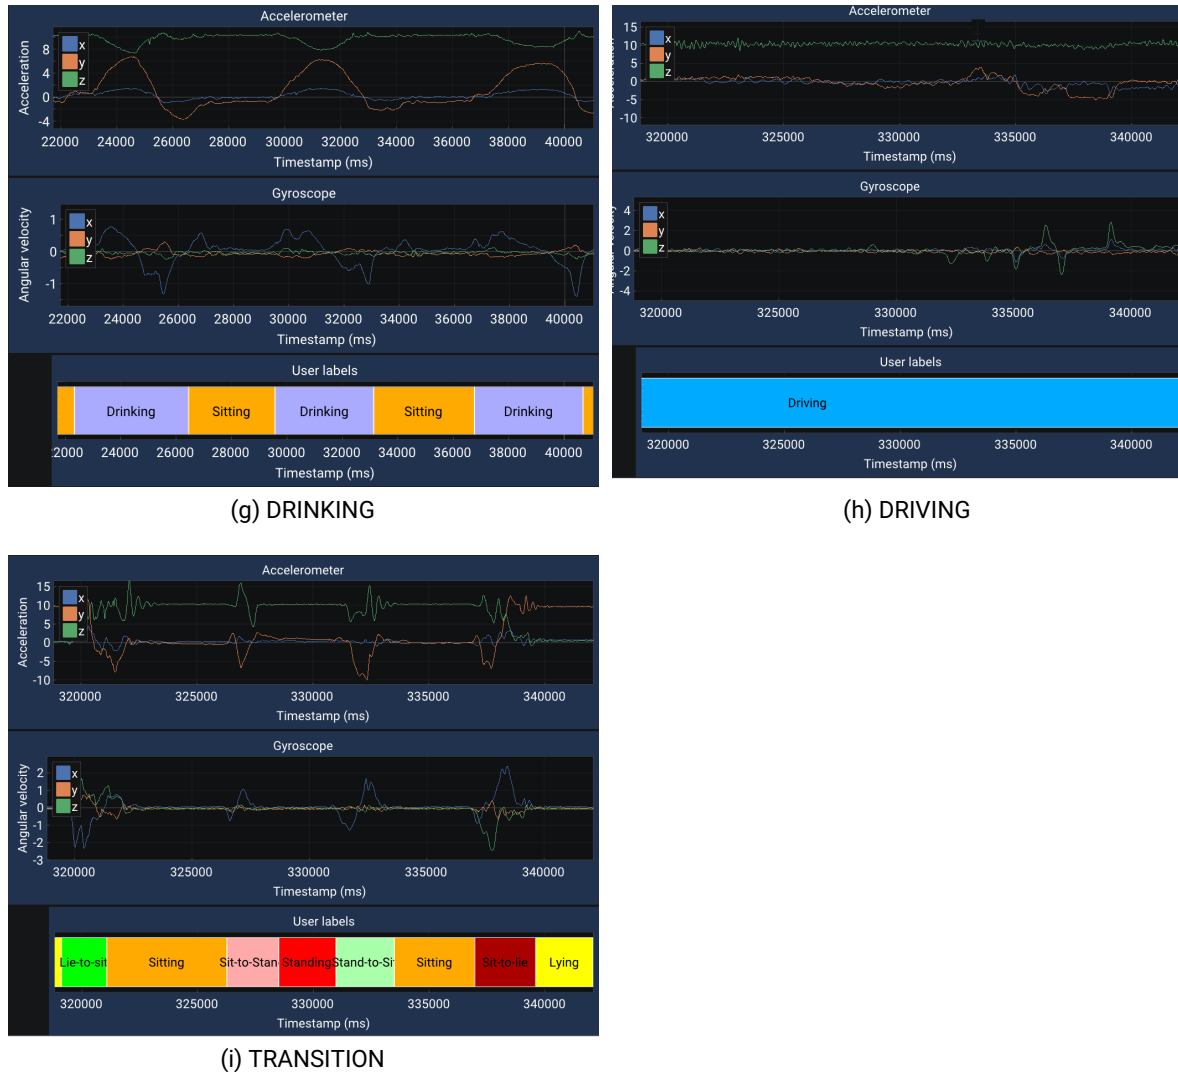 Accelerometer
Acceleration
x
y
z
8
4
0
-4
22000 24000 26000 28000 30000 32000 34000 36000 38000 40000
Timestamp (ms)
Gyroscope
Angular velocity
x
y
z
1
0
-1
22000 24000 26000 28000 30000 32000 34000 36000 38000 40000
Timestamp (ms)
User labels
Drinking Sitting Drinking Sitting Drinking
2000 24000 26000 28000 30000 32000 34000 36000 38000 40000
Timestamp (ms)
(g) DRINKING
Accelerometer
Acceleration
x
y
z
15
10
5
0
-5
-10
320000 325000 330000 335000 340000
Timestamp (ms)
Gyroscope
Angular velocity
x
y
z
4
2
0
-2
-4
320000 325000 330000 335000 340000
Timestamp (ms)
User labels
Driving
320000 325000 330000 335000 340000
Timestamp (ms)
(h) DRIVING
Accelerometer
Acceleration
x
y
z
15
10
5
0
-5
-10
320000 325000 330000 335000 340000
Timestamp (ms)
Gyroscope
Angular velocity
x
y
z
2
1
0
-1
-2
-3
320000 325000 330000 335000 340000
Timestamp (ms)
User labels
Lie-to-sit Sitting Sit-to-Stan Standing Stand-to-Si Sitting Sit-to-lie Lying
320000 325000 330000 335000 340000
Timestamp (ms)
(i) TRANSITION